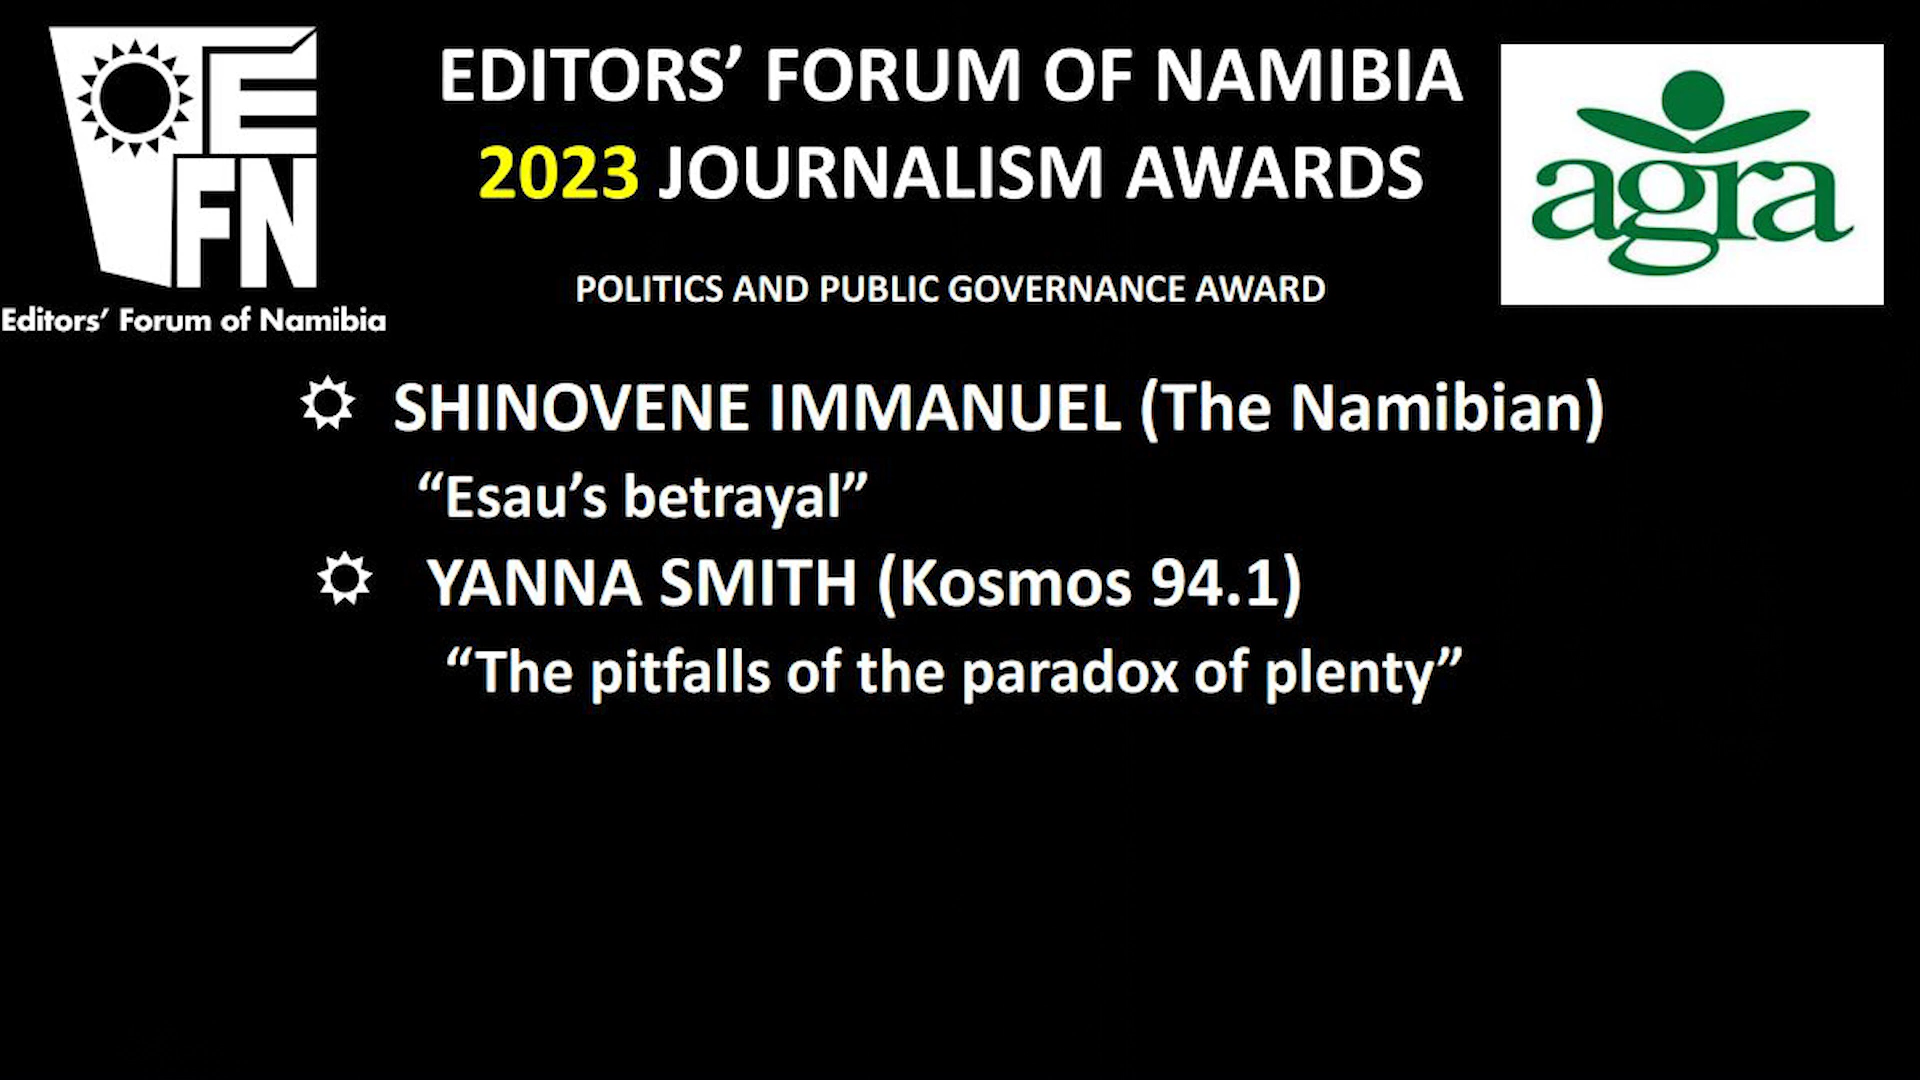 EFN
Editors’ Forum of Namibia
EDITORS’ FORUM OF NAMIBIA
2023 JOURNALISM AWARDS
POLITICS AND PUBLIC GOVERNANCE AWARD
agra
SHINOVENE IMMANUEL (The Namibian)
“Esau’s betrayal”
YANNA SMITH (Kosmos 94.1)
“The pitfalls of the paradox of plenty”